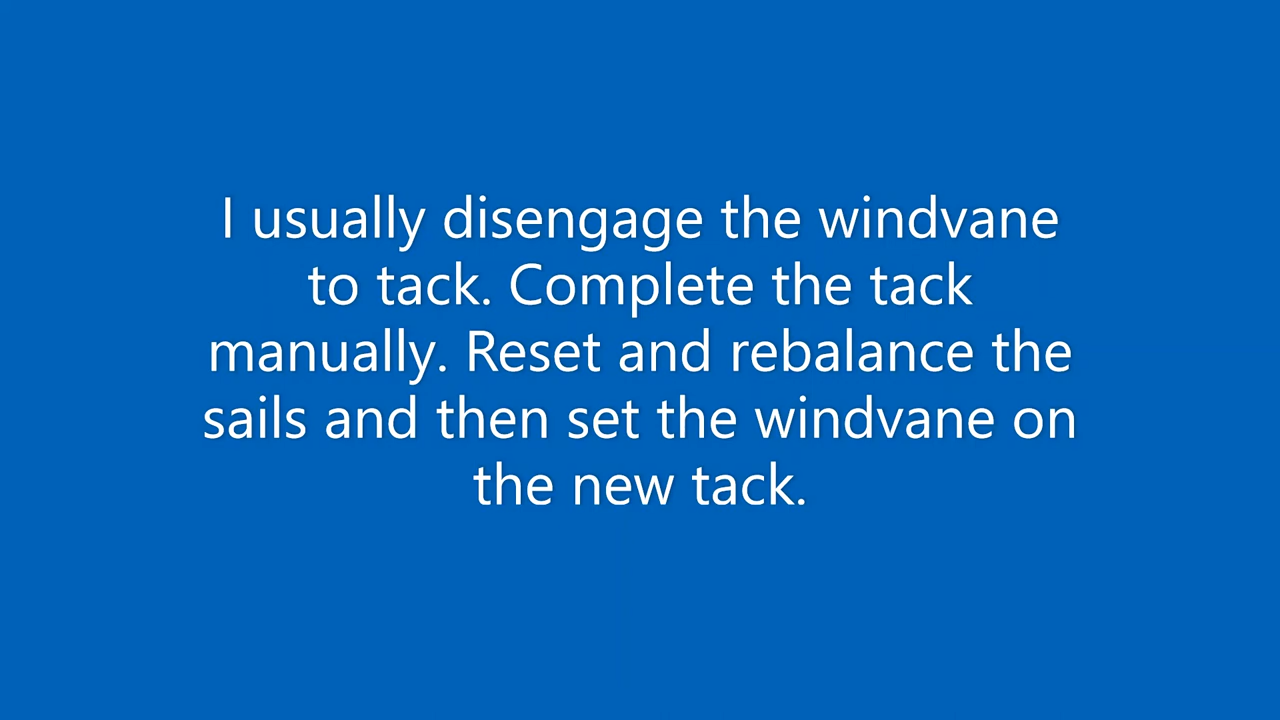 I usually disengage the windvane
to tack. Complete the tack
manually. Reset and rebalance the
sails and then set the windvane on
the new tack.